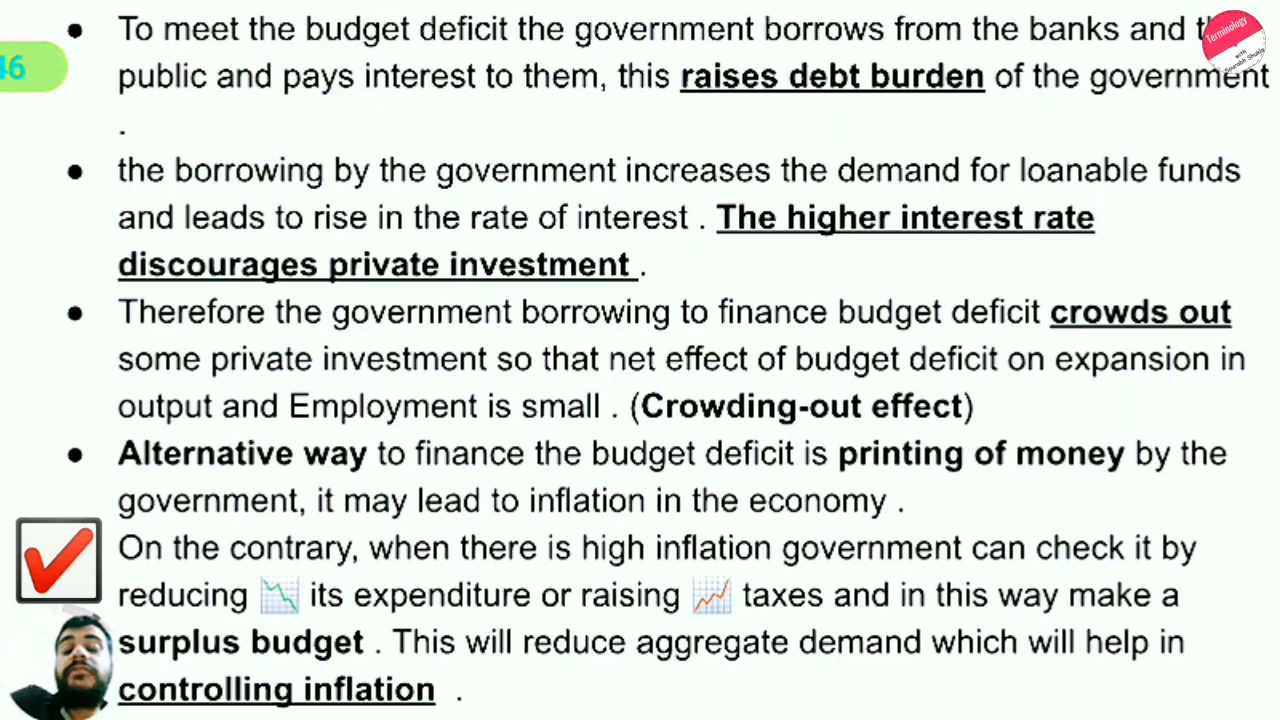 To meet the budget deficit the government borrows from the banks and
46
public and pays interest to them, this raises debt burden of the government
.
the borrowing by the government increases the demand for loanable funds
and leads to rise in the rate of interest . The higher interest rate
discourages private investment .
Therefore the government borrowing to finance budget deficit crowds out
some private investment so that net effect of budget deficit on expansion in
output and Employment is small . (Crowding-out effect)
Alternative way to finance the budget deficit is printing of money by the
government, it may lead to inflation in the economy .
On the contrary, when there is high inflation government can check it by
reducing its expenditure or raising taxes and in this way make a
surplus budget . This will reduce aggregate demand which will help in
controlling inflation .
Terminology
with
Sourabh Shukla